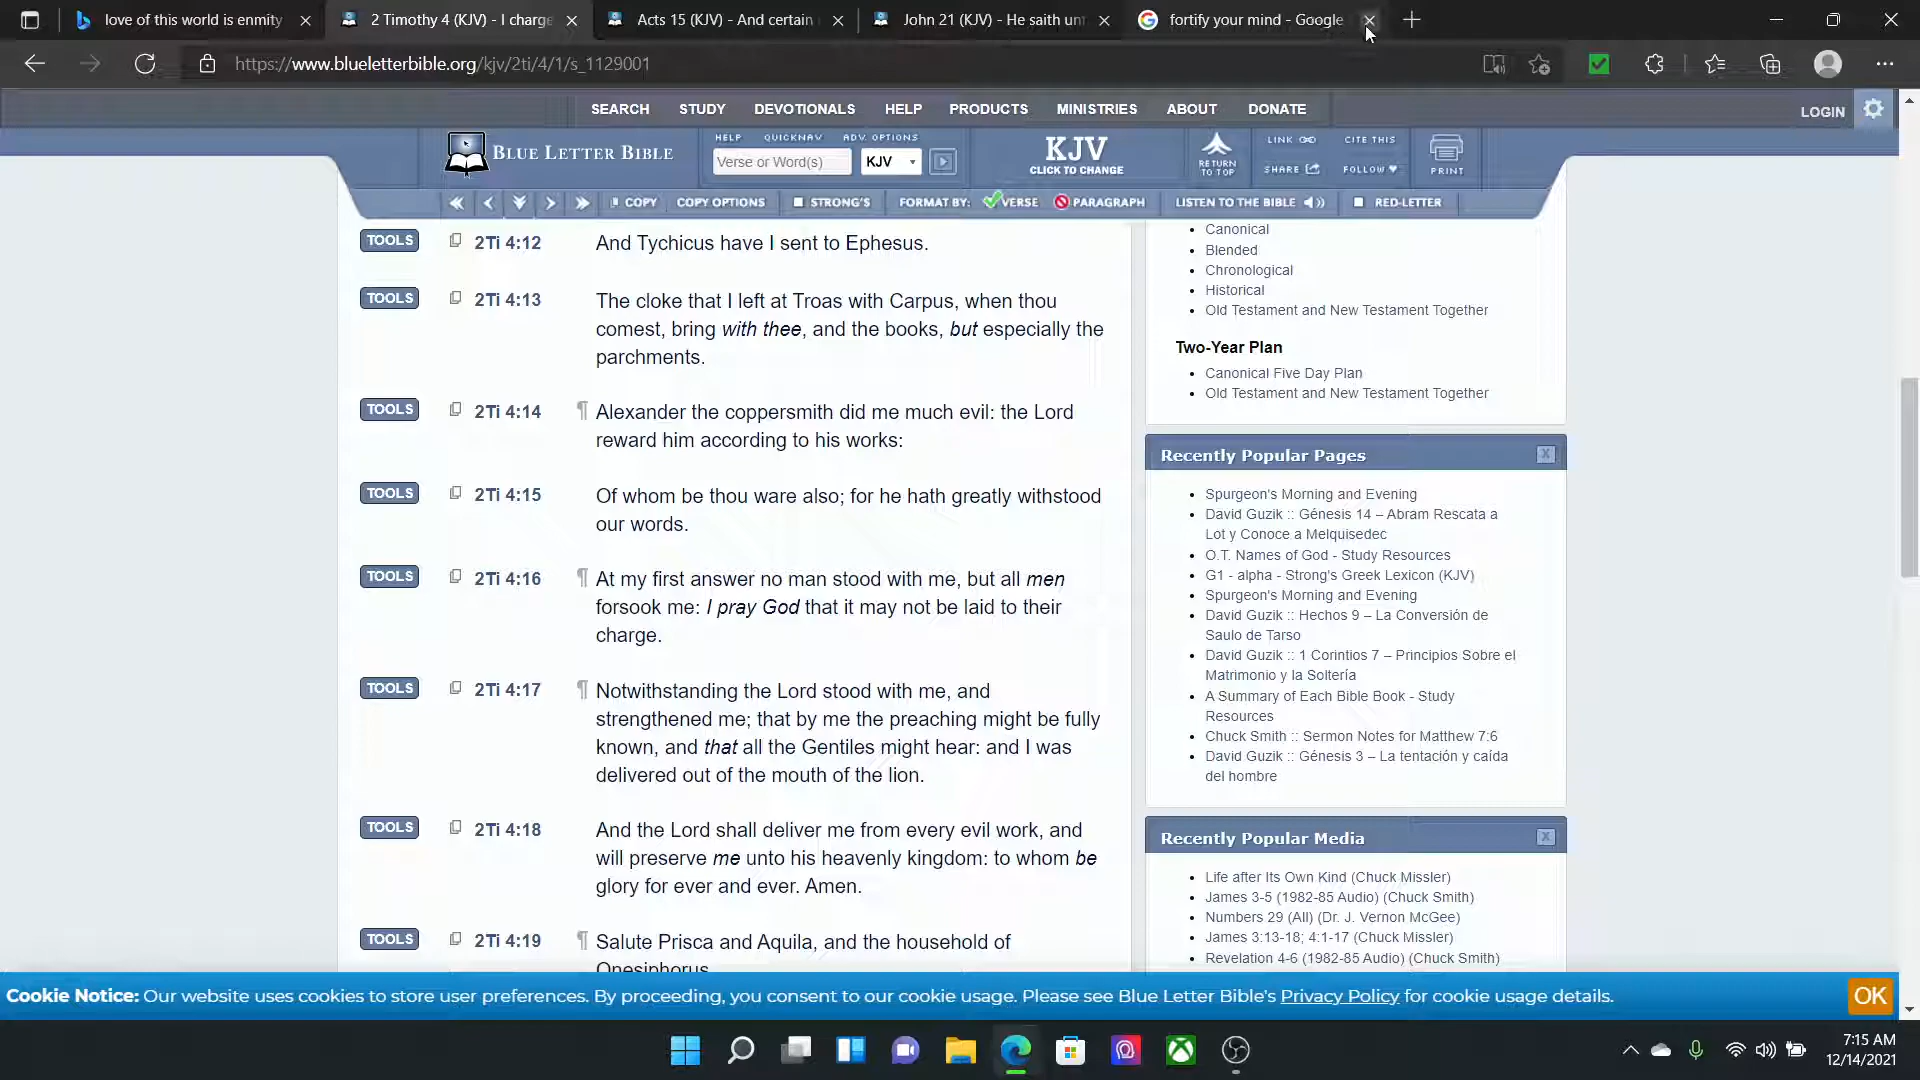 love of this world is enmity
2 Timothy 4 (KJV) - I charge
Acts 15 (KJV) - And certain
John 21 (KJV) - He saith unt
fortify your mind - Google
https://www.blueletterbible.org/kjv/2ti/4/1/s_1129001
SEARCH STUDY DEVOTIONALS HELP PRODUCTS MINISTRIES ABOUT DONATE
LOGIN
BLUE LETTER BIBLE
HELP QUICKNAV ADV. OPTIONS
Verse or Word(s) KJV
KJV
CLICK TO CHANGE
RETURN
TO TOP
LINK CITE THIS
SHARE FOLLOW
PRINT
COPY COPY OPTIONS STRONG'S FORMAT BY: VERSE PARAGRAPH LISTEN TO THE BIBLE RED-LETTER
TOOLS 2Ti 4:12 And Tychicus have I sent to Ephesus.
TOOLS 2Ti 4:13 The cloke that I left at Troas with Carpus, when thou
comest, bring with thee, and the books, but especially the
parchments.
TOOLS 2Ti 4:14 ¶ Alexander the coppersmith did me much evil: the Lord
reward him according to his works:
TOOLS 2Ti 4:15 Of whom be thou ware also; for he hath greatly withstood
our words.
TOOLS 2Ti 4:16 ¶ At my first answer no man stood with me, but all men
forsook me: I pray God that it may not be laid to their
charge.
TOOLS 2Ti 4:17 ¶ Notwithstanding the Lord stood with me, and
strengthened me; that by me the preaching might be fully
known, and that all the Gentiles might hear: and I was
delivered out of the mouth of the lion.
TOOLS 2Ti 4:18 And the Lord shall deliver me from every evil work, and
will preserve me unto his heavenly kingdom: to whom be
glory for ever and ever. Amen.
TOOLS 2Ti 4:19 ¶ Salute Prisca and Aquila, and the household of
Onesiphorus.
Canonical
Blended
Chronological
Historical
Old Testament and New Testament Together
Two-Year Plan
Canonical Five Day Plan
Old Testament and New Testament Together
Recently Popular Pages X
Spurgeon's Morning and Evening
David Guzik :: Génesis 14 – Abram Rescata a
Lot y Conoce a Melquisedec
O.T. Names of God - Study Resources
G1 - alpha - Strong's Greek Lexicon (KJV)
Spurgeon's Morning and Evening
David Guzik :: Hechos 9 – La Conversión de
Saulo de Tarso
David Guzik :: 1 Corintios 7 – Principios Sobre el
Matrimonio y la Soltería
A Summary of Each Bible Book - Study
Resources
Chuck Smith :: Sermon Notes for Matthew 7:6
David Guzik :: Génesis 3 – La tentación y caída
del hombre
Recently Popular Media X
Life after Its Own Kind (Chuck Missler)
James 3-5 (1982-85 Audio) (Chuck Smith)
Numbers 29 (All) (Dr. J. Vernon McGee)
James 3:13-18; 4:1-17 (Chuck Missler)
Revelation 4-6 (1982-85 Audio) (Chuck Smith)
Cookie Notice: Our website uses cookies to store user preferences. By proceeding, you consent to our cookie usage. Please see Blue Letter Bible's Privacy Policy for cookie usage details. OK
7:15 AM
12/14/2021